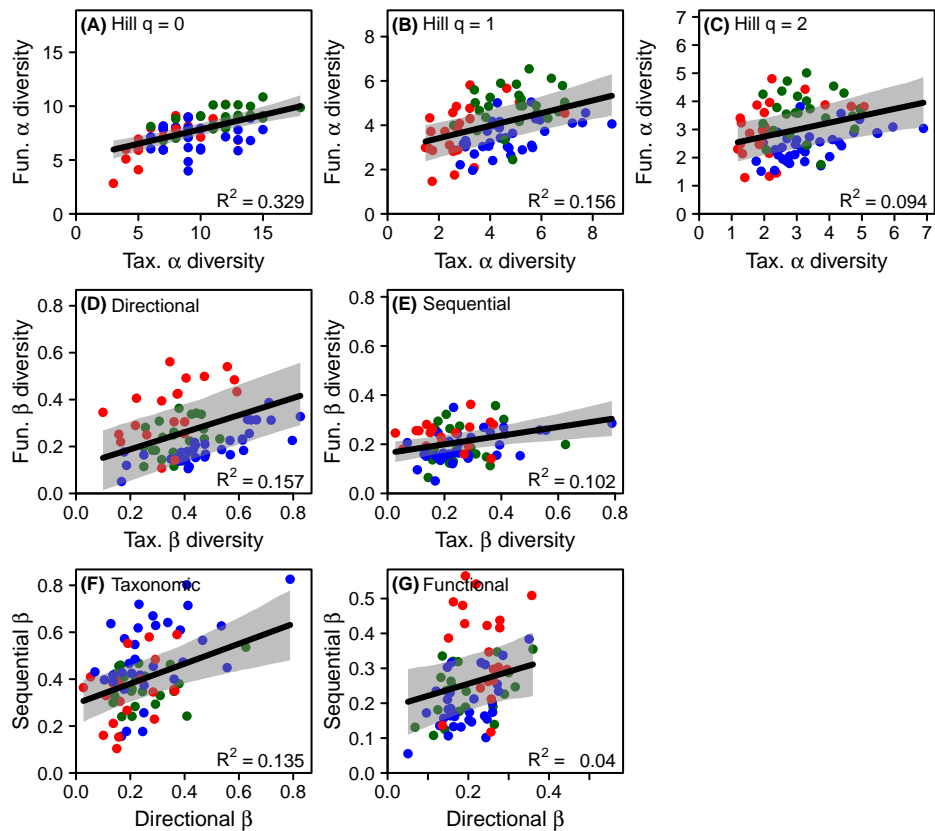 (A) Hill q = 0
Fun. α diversity
15
10
5
0
R² = 0.329
0 5 10 15
Tax. α diversity
(B) Hill q = 1
Fun. α diversity
8
6
4
2
0
R² = 0.156
0 2 4 6 8
Tax. α diversity
(C) Hill q = 2
Fun. α diversity
7
6
5
4
3
2
1
0
R² = 0.094
0 1 2 3 4 5 6 7
Tax. α diversity
(D) Directional
Fun. β diversity
0.8
0.6
0.4
0.2
0.0
R² = 0.157
0.0 0.2 0.4 0.6 0.8
Tax. β diversity
(E) Sequential
Fun. β diversity
0.8
0.6
0.4
0.2
0.0
R² = 0.102
0.0 0.2 0.4 0.6 0.8
Tax. β diversity
(F) Taxonomic
Sequential β
0.8
0.6
0.4
0.2
0.0
R² = 0.135
0.0 0.2 0.4 0.6 0.8
Directional β
(G) Functional
Sequential β
0.5
0.4
0.3
0.2
0.1
0.0
R² = 0.04
0.0 0.2 0.4
Directional β